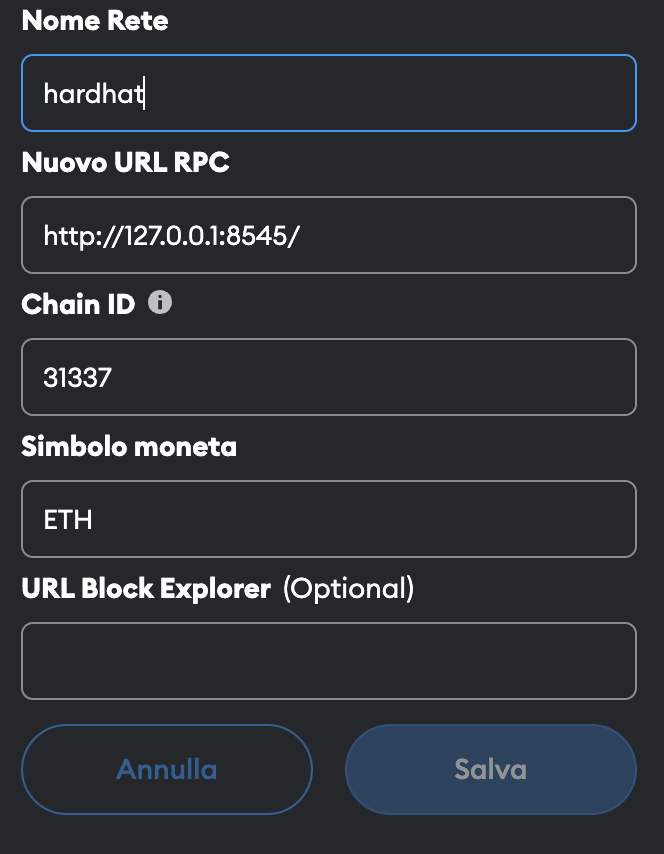 Nome Rete
hardhat
Nuovo URL RPC
http://127.0.0.1:8545/
Chain ID
31337
Simbolo moneta
ETH
URL Block Explorer (Optional)
Annulla Salva